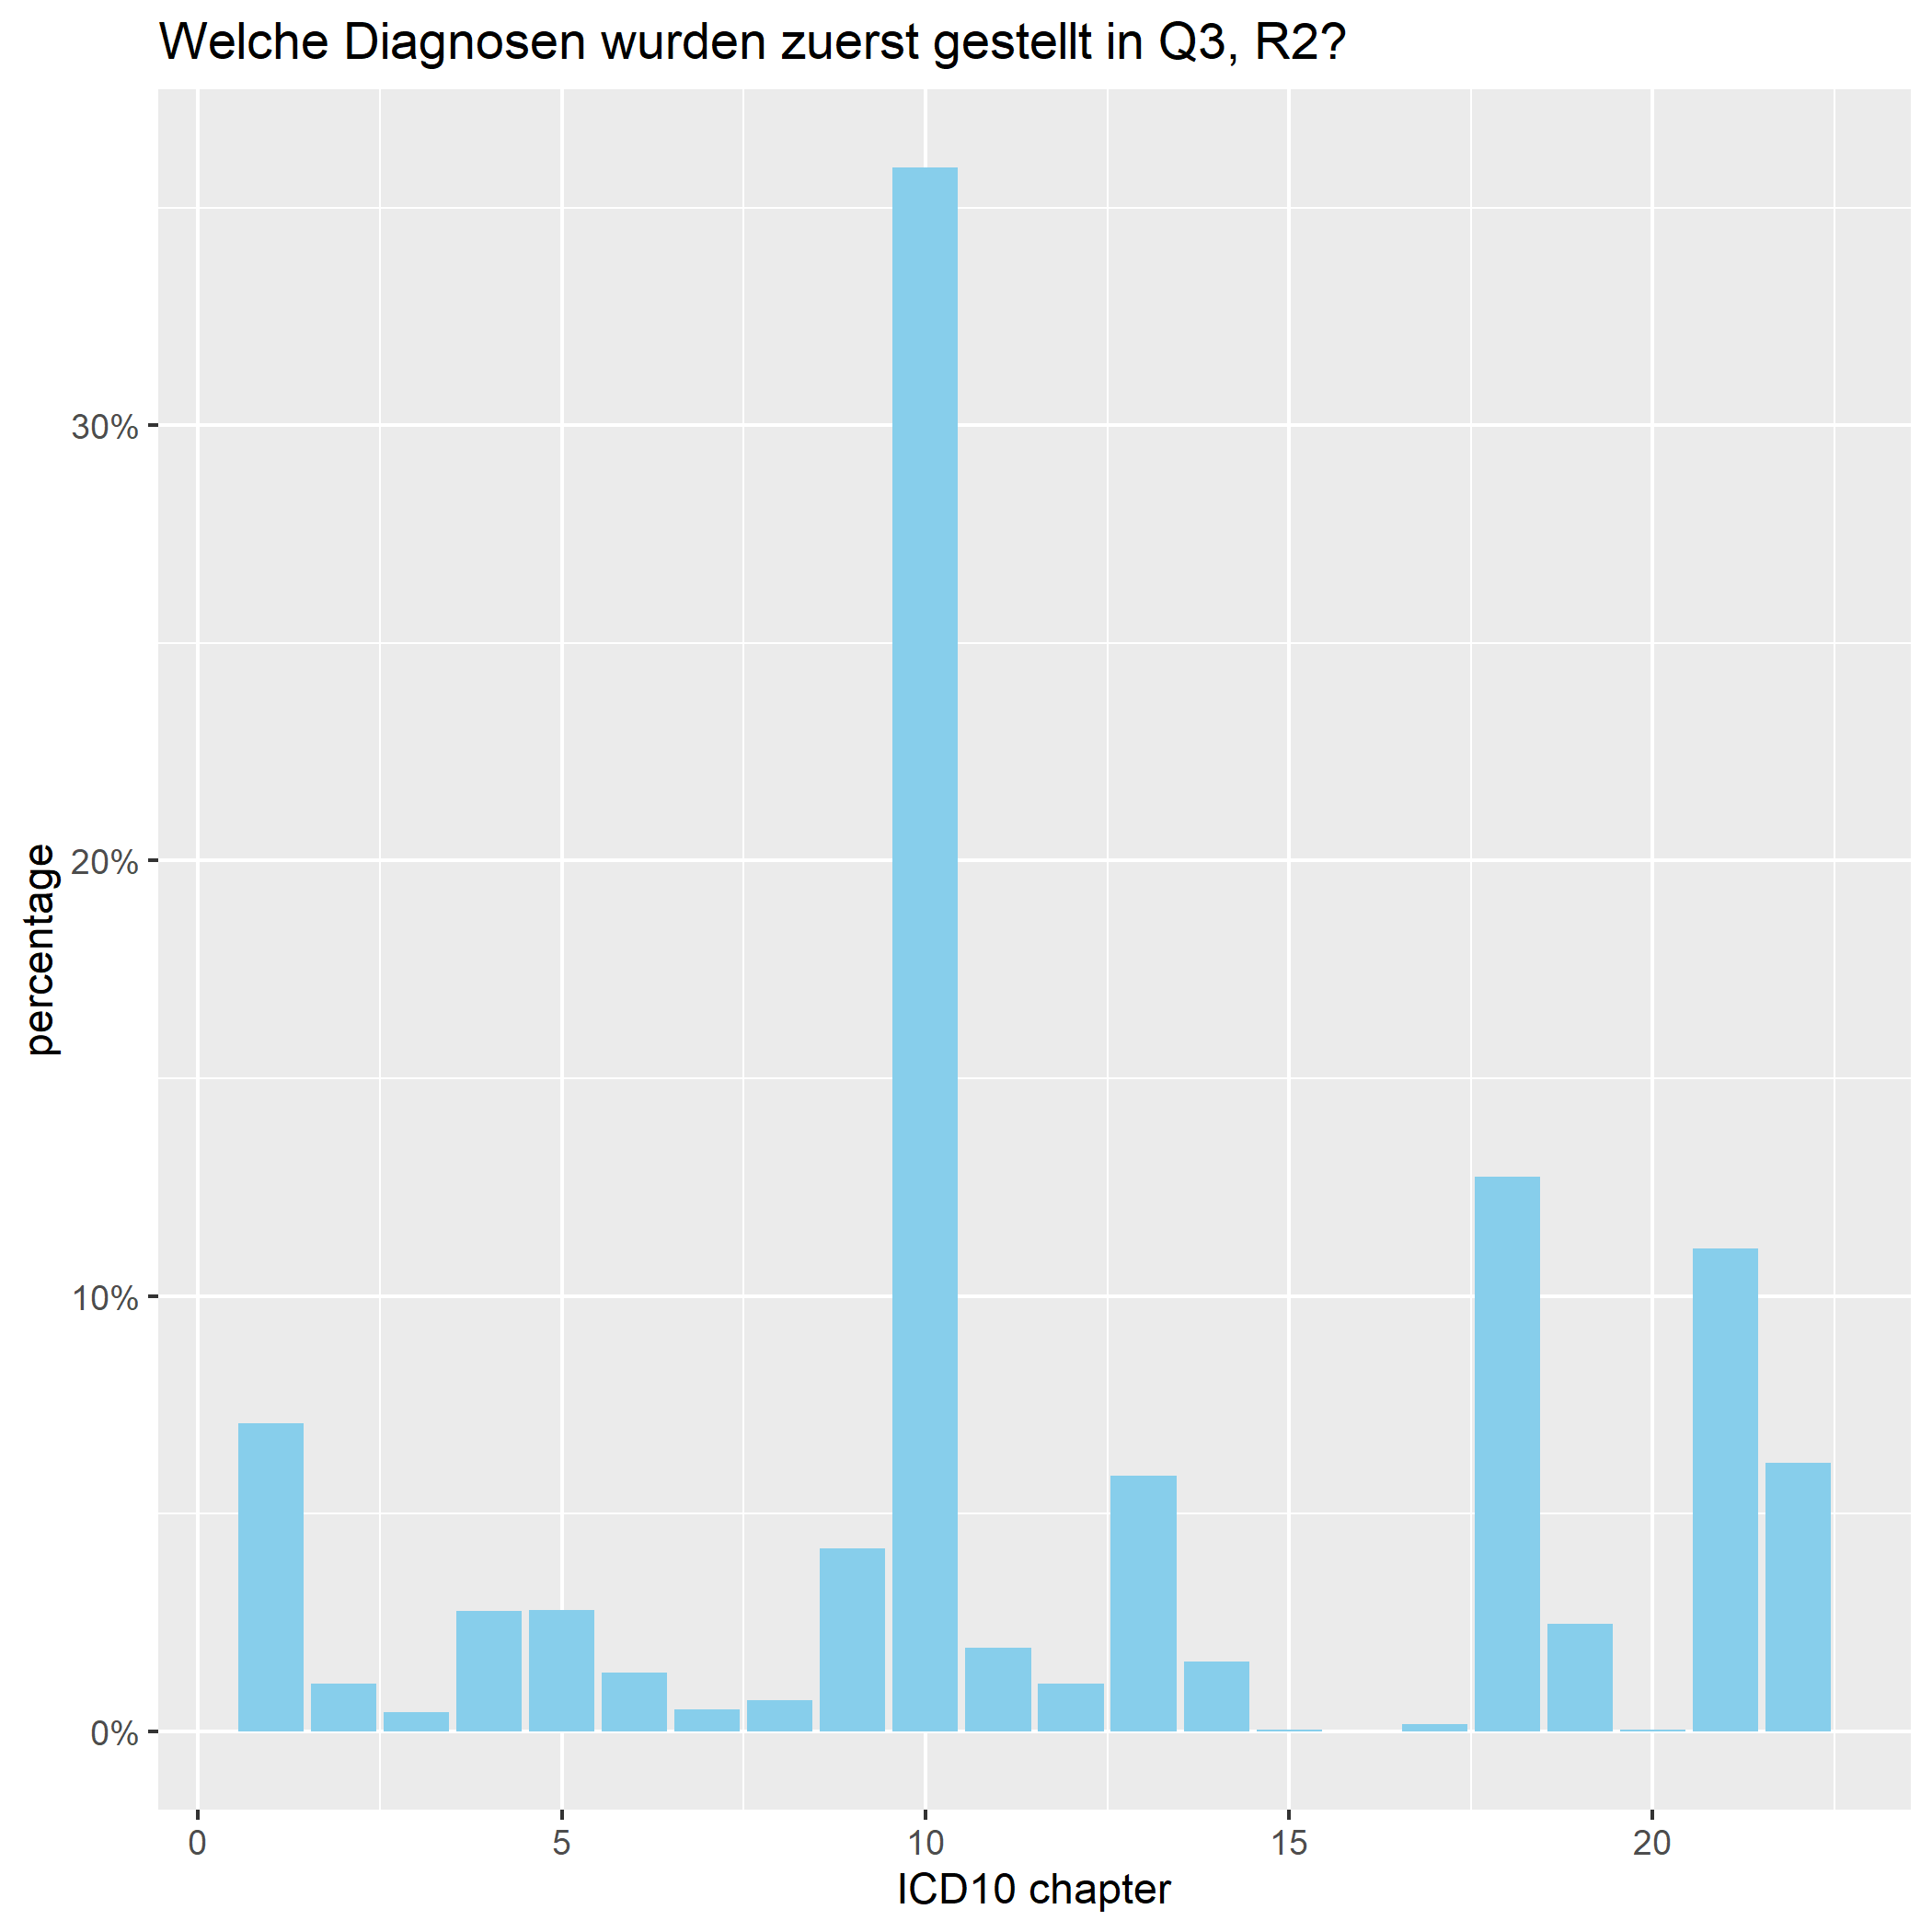 Welche Diagnosen wurden zuerst gestellt in Q3, R2?
percentage
30%
20%
10%
0%
0 5 10 15 20
ICD10 chapter